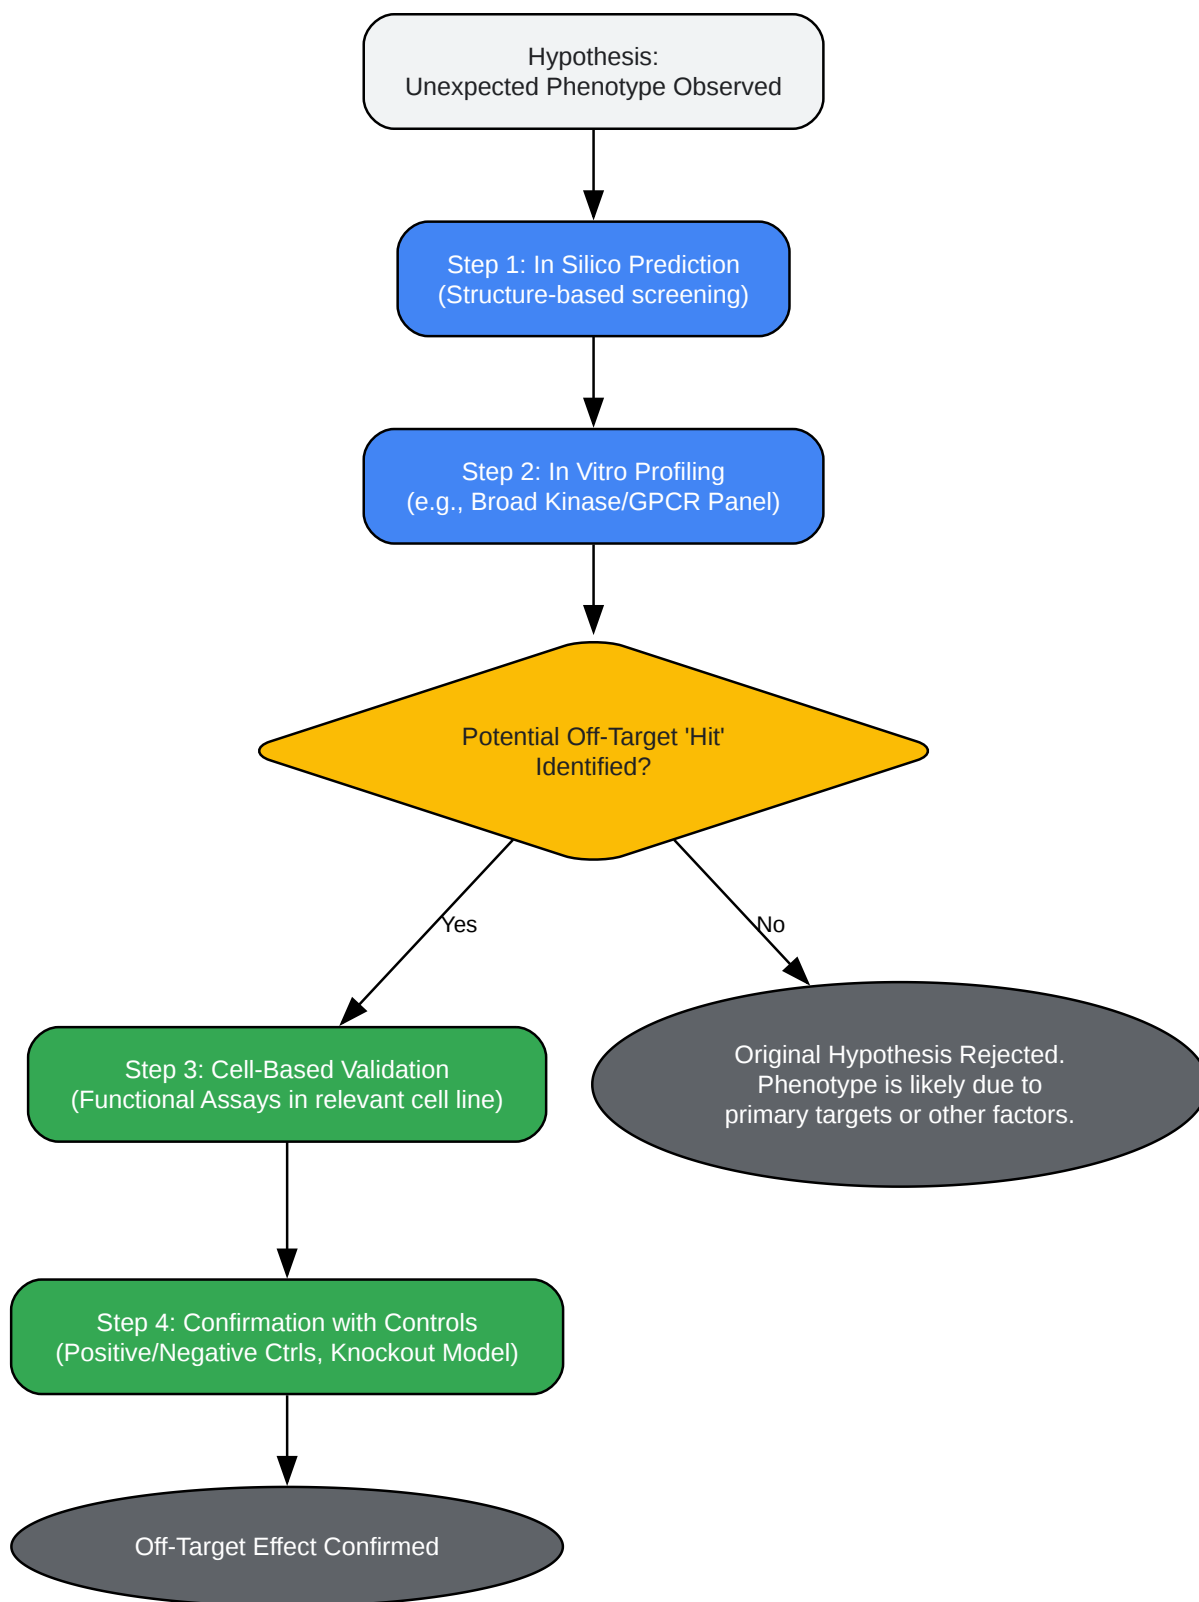 Hypothesis:
Unexpected Phenotype Observed
Step 1: In Silico Prediction
(Structure-based screening)
Step 2: In Vitro Profiling
(e.g., Broad Kinase/GPCR Panel)
Potential Off-Target 'Hit'
Identified?
Yes
No
Step 3: Cell-Based Validation
(Functional Assays in relevant cell line)
Original Hypothesis Rejected.
Phenotype is likely due to
primary targets or other factors.
Step 4: Confirmation with Controls
(Positive/Negative Ctrls, Knockout Model)
Off-Target Effect Confirmed